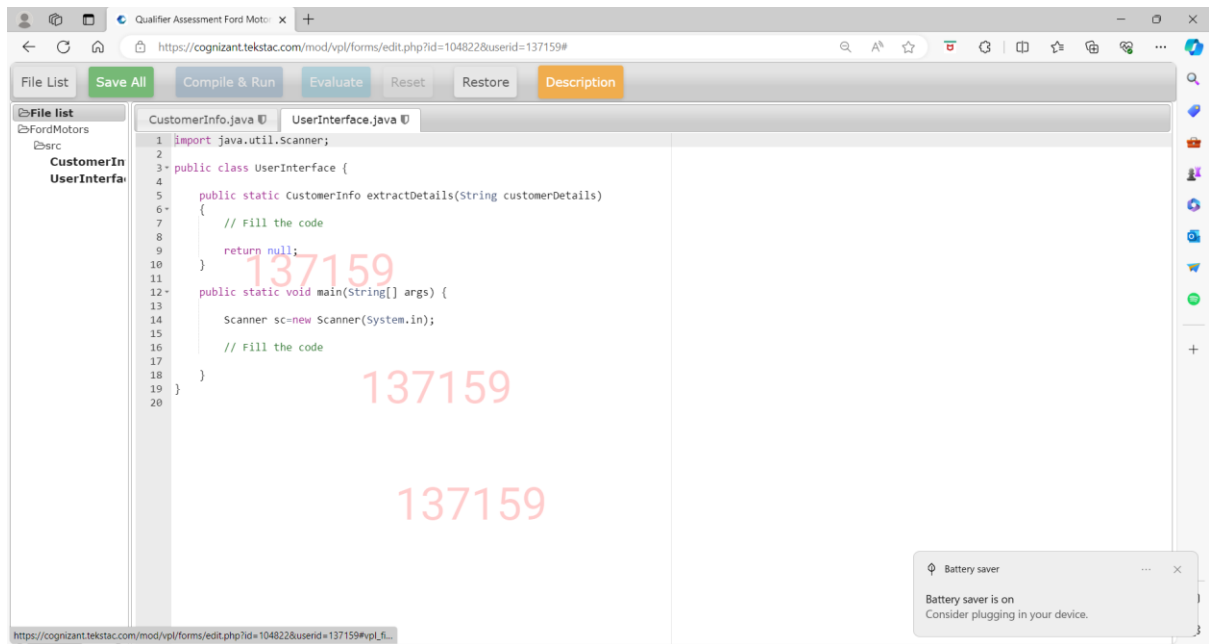 Qualifier Assessment Ford Motor
https://cognizant.tekstac.com/mod/vpl/forms/edit.php?id=104822&userid=137159#
File List
Save All
Compile & Run
Evaluate
Reset
Restore
Description
File list
FordMotors
src
CustomerIn
UserInterfa
CustomerInfo.java
UserInterface.java
1 import java.util.Scanner;
2
3 public class UserInterface {
4
5 public static CustomerInfo extractDetails(String customerDetails)
6 {
7 // Fill the code
8
9 return null;
10 }
11
12 public static void main(String[] args) {
13
14 Scanner sc=new Scanner(System.in);
15
16 // Fill the code
17
18 }
19 }
20
137159
137159
137159
Battery saver
Battery saver is on
Consider plugging in your device.
https://cognizant.tekstac.com/mod/vpl/forms/edit.php?id=104822&userid=137159#vpl_fi...